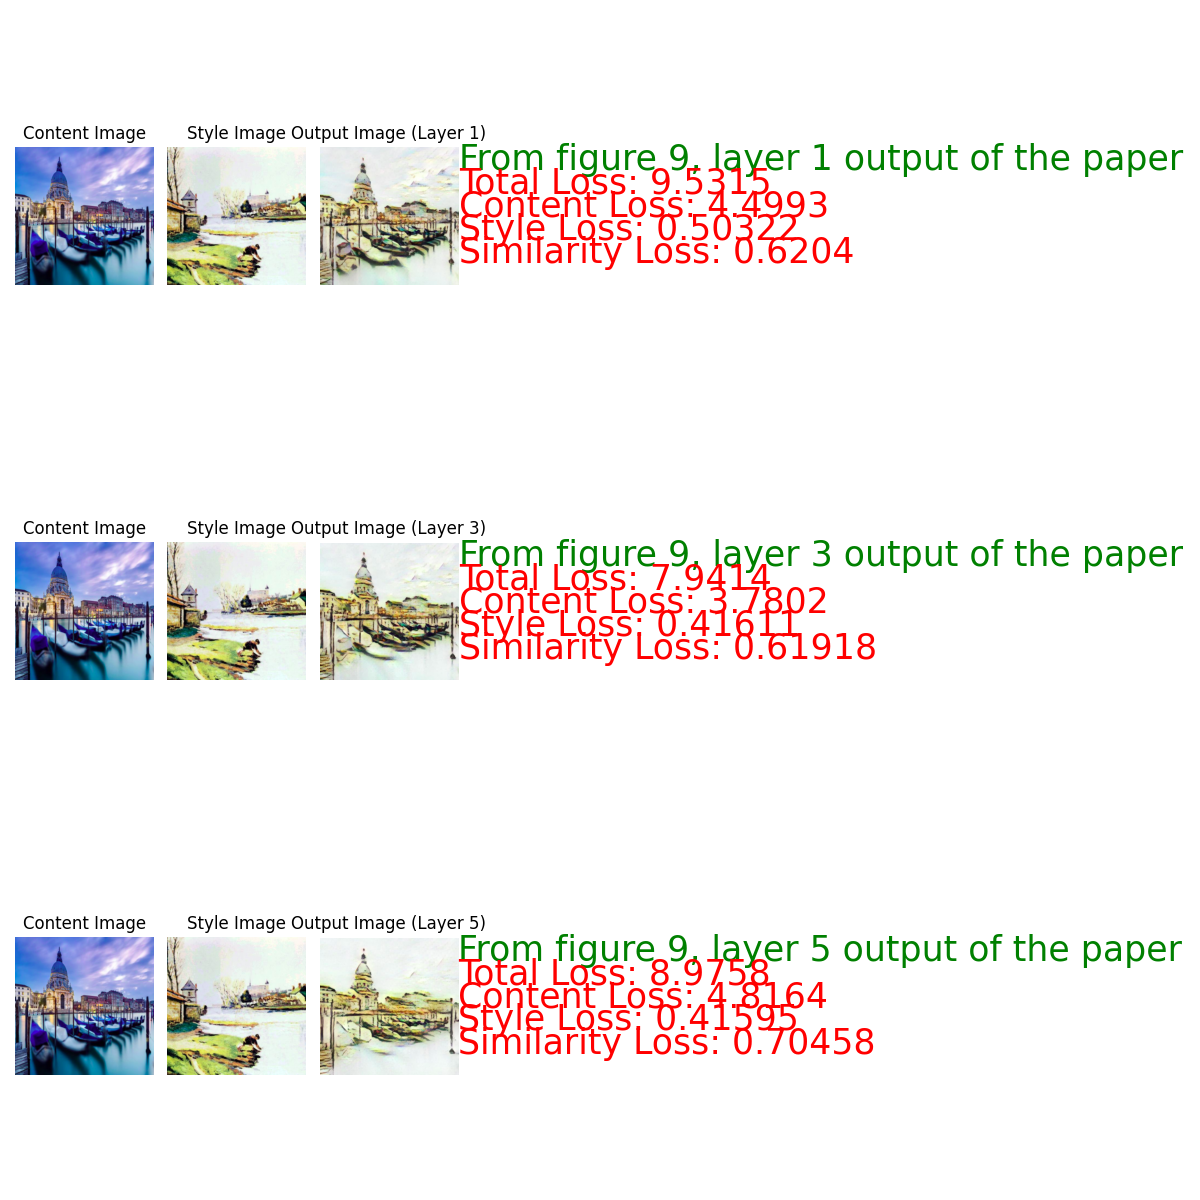 Content Image
Style Image Output Image (Layer 1)
From figure 9, layer 1 output of the paper
Total Loss: 9.5315
Content Loss: 4.4993
Style Loss: 0.50322
Similarity Loss: 0.6204
Content Image
Style Image Output Image (Layer 3)
From figure 9, layer 3 output of the paper
Total Loss: 7.9414
Content Loss: 3.7802
Style Loss: 0.41611
Similarity Loss: 0.61918
Content Image
Style Image Output Image (Layer 5)
From figure 9, layer 5 output of the paper
Total Loss: 8.9758
Content Loss: 4.8164
Style Loss: 0.41595
Similarity Loss: 0.70458